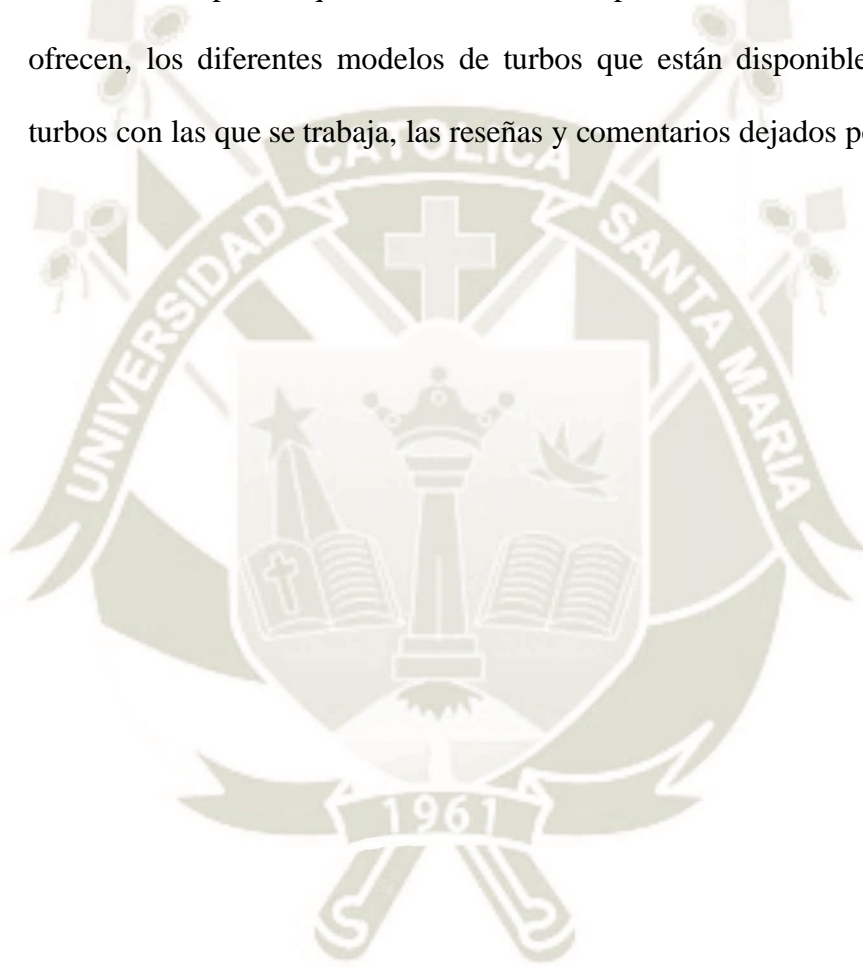 ofrecen, los diferentes modelos de turbos que están disponible
turbos con las que se trabaja, las reseñas y comentarios dejados p
UNIVERSIDAD CATOLICA SANTA MARIA
1961